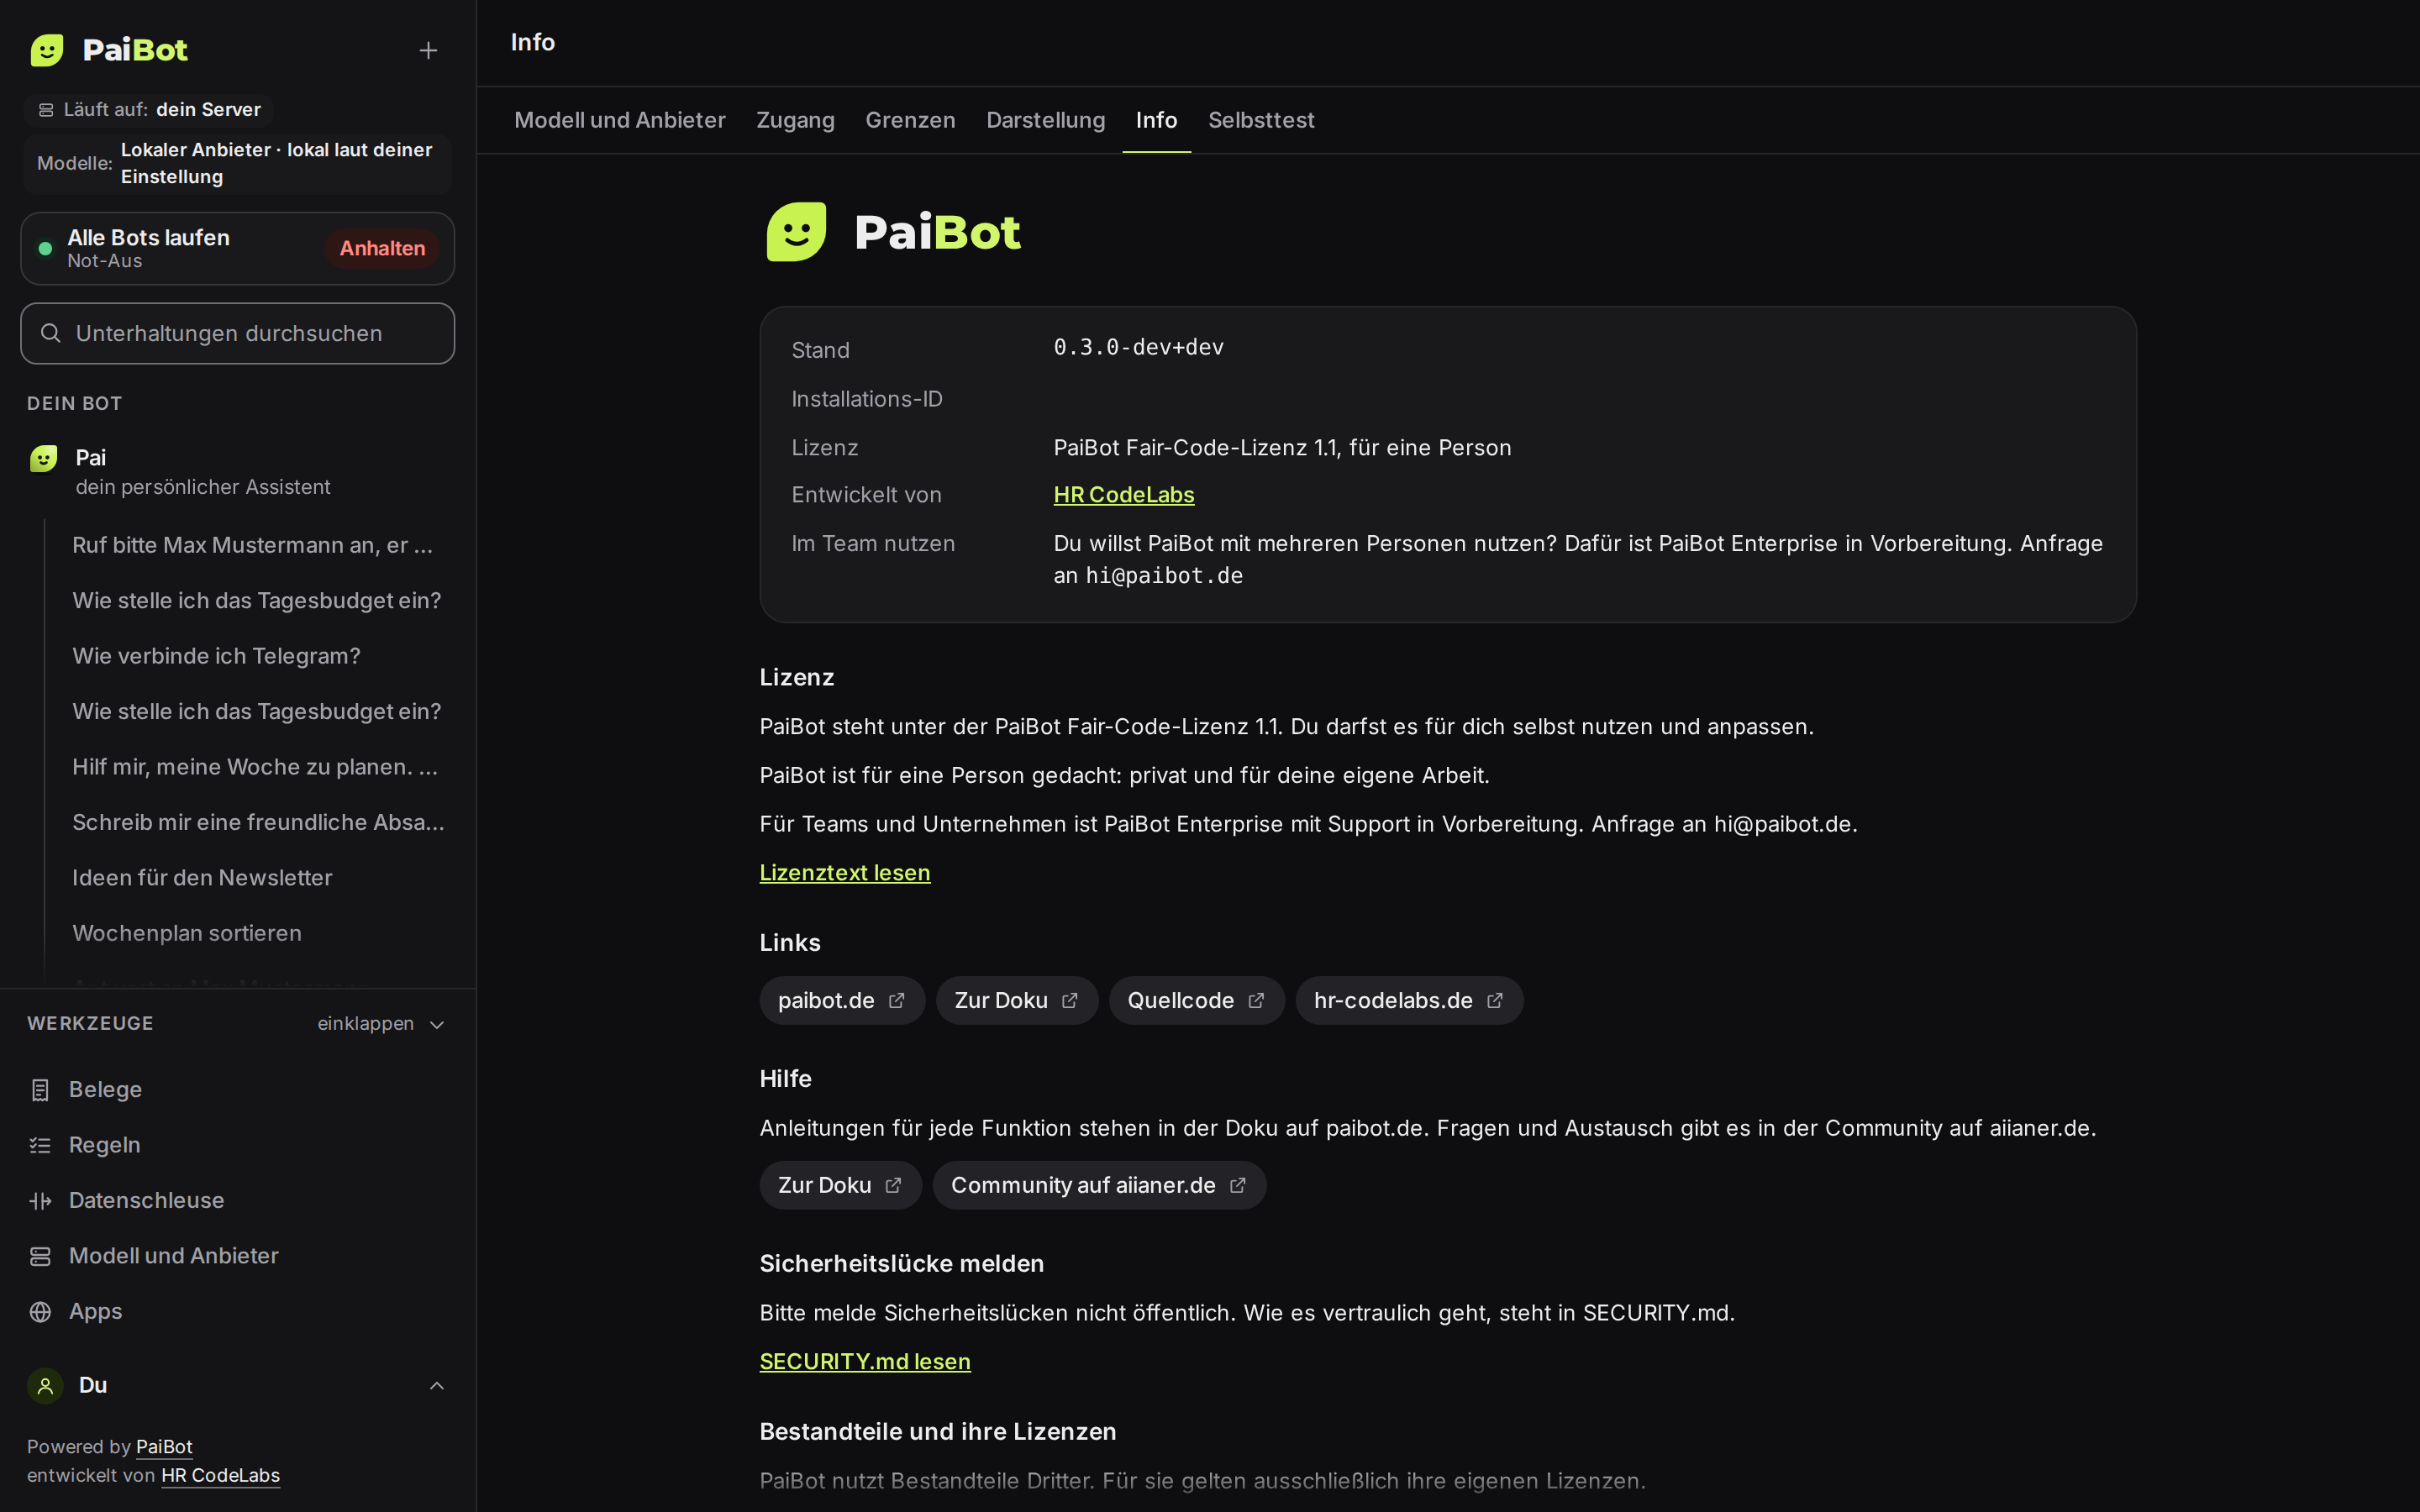 PaiBot
Läuft auf: dein Server
Modelle: Lokaler Anbieter · lokal laut deiner
Einstellung
Alle Bots laufen
Not-Aus
Anhalten
Unterhaltungen durchsuchen
DEIN BOT
Pai
dein persönlicher Assistent
Ruf bitte Max Mustermann an, er ...
Wie stelle ich das Tagesbudget ein?
Wie verbinde ich Telegram?
Wie stelle ich das Tagesbudget ein?
Hilf mir, meine Woche zu planen. ...
Schreib mir eine freundliche Absa...
Ideen für den Newsletter
Wochenplan sortieren
WERKZEUGE einklappen
Belege
Regeln
Datenschleuse
Modell und Anbieter
Apps
Du
Powered by PaiBot
entwickelt von HR CodeLabs
Info
Modell und Anbieter Zugang Grenzen Darstellung Info Selbsttest
PaiBot
Stand 0.3.0-dev+dev
Installations-ID
Lizenz PaiBot Fair-Code-Lizenz 1.1, für eine Person
Entwickelt von HR CodeLabs
Im Team nutzen Du willst PaiBot mit mehreren Personen nutzen? Dafür ist PaiBot Enterprise in Vorbereitung. Anfrage
an hi@paibot.de
Lizenz
PaiBot steht unter der PaiBot Fair-Code-Lizenz 1.1. Du darfst es für dich selbst nutzen und anpassen.
PaiBot ist für eine Person gedacht: privat und für deine eigene Arbeit.
Für Teams und Unternehmen ist PaiBot Enterprise mit Support in Vorbereitung. Anfrage an hi@paibot.de.
Lizenztext lesen
Links
paibot.de Zur Doku Quellcode hr-codelabs.de
Hilfe
Anleitungen für jede Funktion stehen in der Doku auf paibot.de. Fragen und Austausch gibt es in der Community auf aiianer.de.
Zur Doku Community auf aiianer.de
Sicherheitslücke melden
Bitte melde Sicherheitslücken nicht öffentlich. Wie es vertraulich geht, steht in SECURITY.md.
SECURITY.md lesen
Bestandteile und ihre Lizenzen
PaiBot nutzt Bestandteile Dritter. Für sie gelten ausschließlich ihre eigenen Lizenzen.